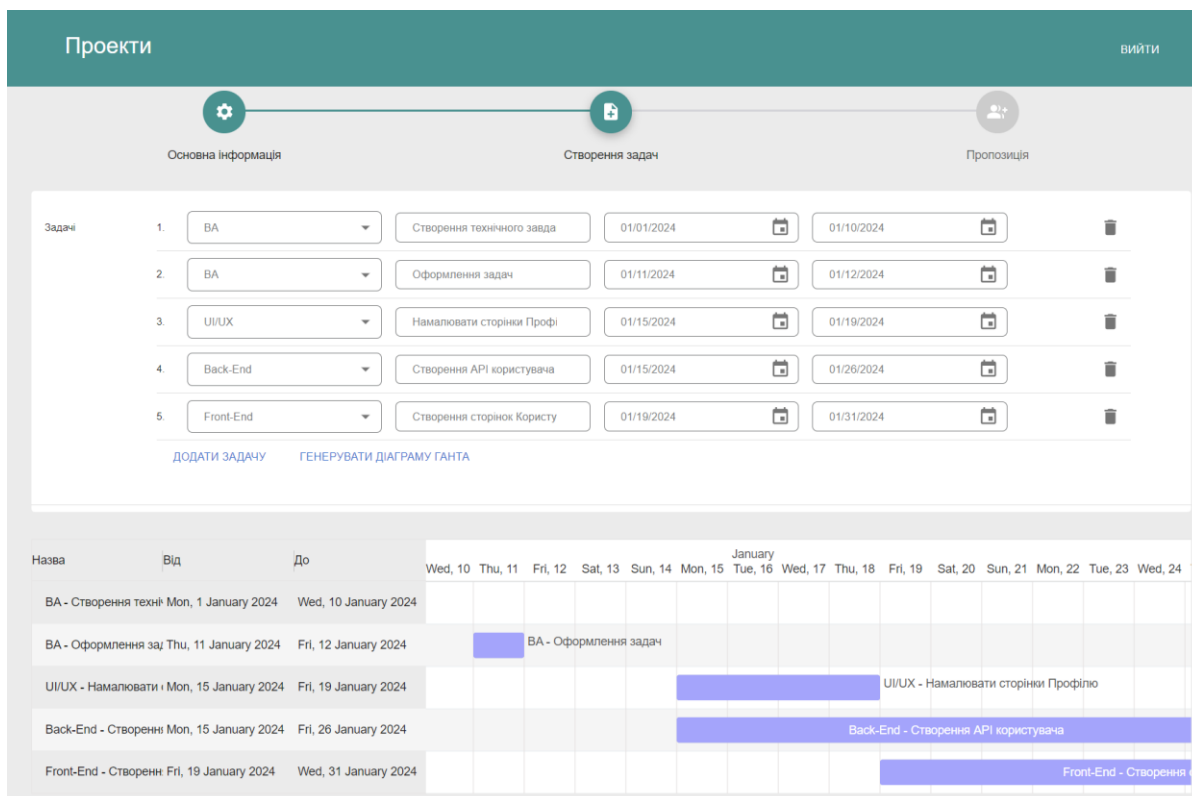 Проекти
ВИЙТИ
Основна інформація
Створення задач
Пропозиція
Задачі
1. BA Створення технічного завда 01/01/2024 01/10/2024
2. BA Оформлення задач 01/11/2024 01/12/2024
3. UI/UX Намалювати сторінки Профі 01/15/2024 01/19/2024
4. Back-End Створення API користувача 01/15/2024 01/26/2024
5. Front-End Створення сторінок Користу 01/19/2024 01/31/2024
ДОДАТИ ЗАДАЧУ ГЕНЕРУВАТИ ДІАГРАМУ ГАНТА
January
Назва Від До Wed, 10 Thu, 11 Fri, 12 Sat, 13 Sun, 14 Mon, 15 Tue, 16 Wed, 17 Thu, 18 Fri, 19 Sat, 20 Sun, 21 Mon, 22 Tue, 23 Wed, 24
BA - Створення техні Mon, 1 January 2024 Wed, 10 January 2024
BA - Оформлення за Thu, 11 January 2024 Fri, 12 January 2024 BA - Оформлення задач
UI/UX - Намалювати Mon, 15 January 2024 Fri, 19 January 2024 UI/UX - Намалювати сторінки Профілю
Back-End - Створенн Mon, 15 January 2024 Fri, 26 January 2024 Back-End - Створення API користувача
Front-End - Створенн Fri, 19 January 2024 Wed, 31 January 2024 Front-End - Створення